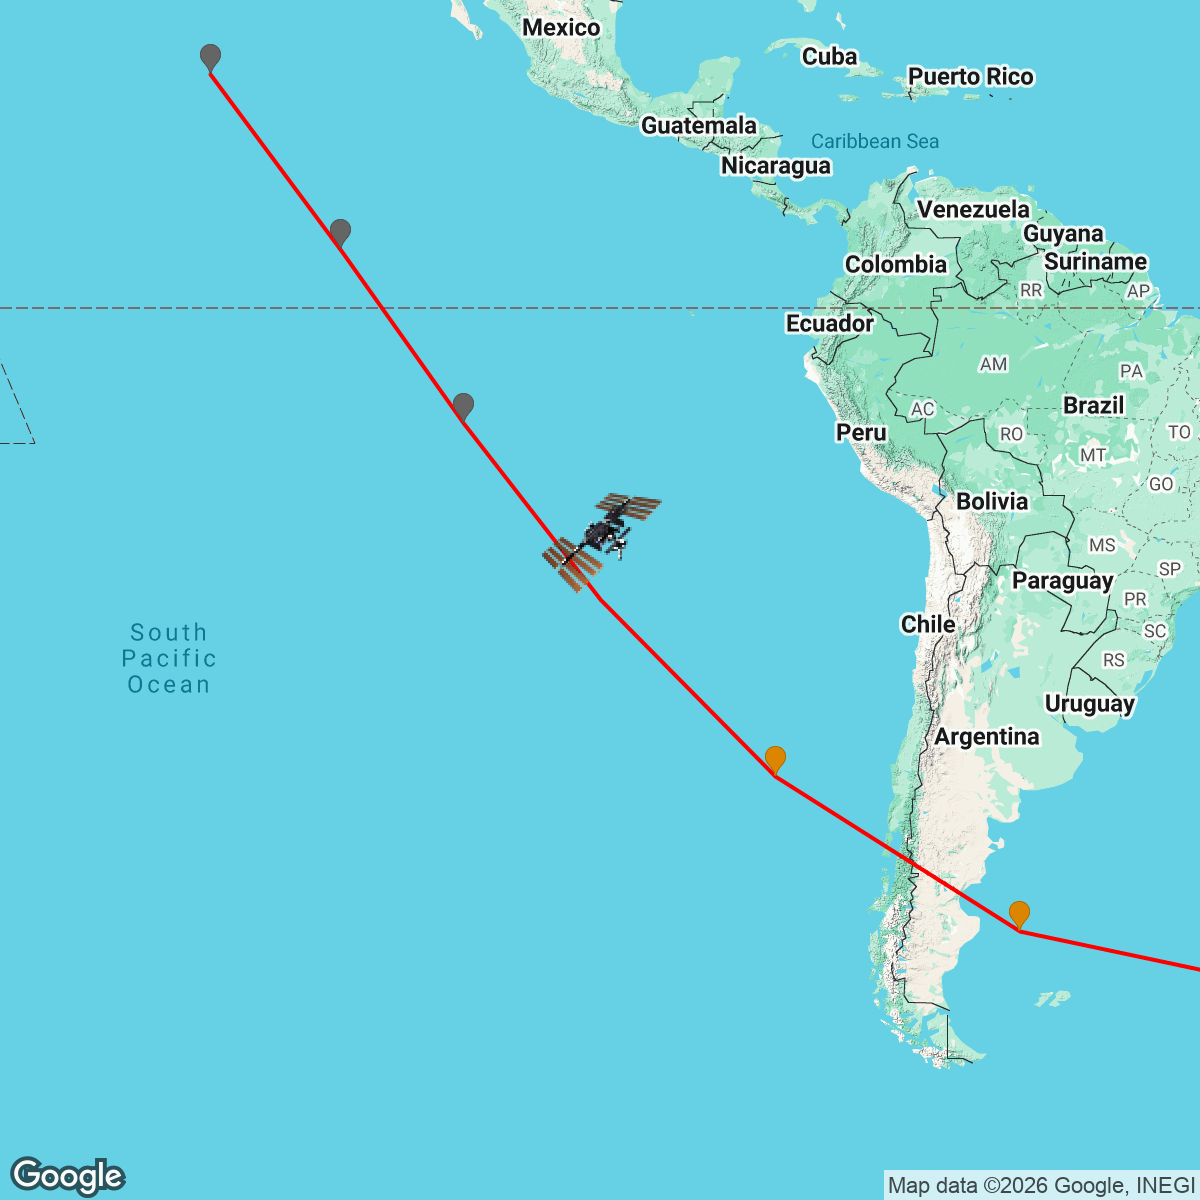 Mexico
Cuba
Puerto Rico
Guatemala
Caribbean Sea
Nicaragua
Venezuela
Guyana
Colombia
Suriname
RR
AP
Ecuador
AM
PA
AC
Brazil
Peru
RO
TO
MT
GO
Bolivia
MS
SP
Paraguay
PR
Chile
SC
South
Pacific
Ocean
RS
Uruguay
Argentina
Google
Map data ©2026 Google, INEGI